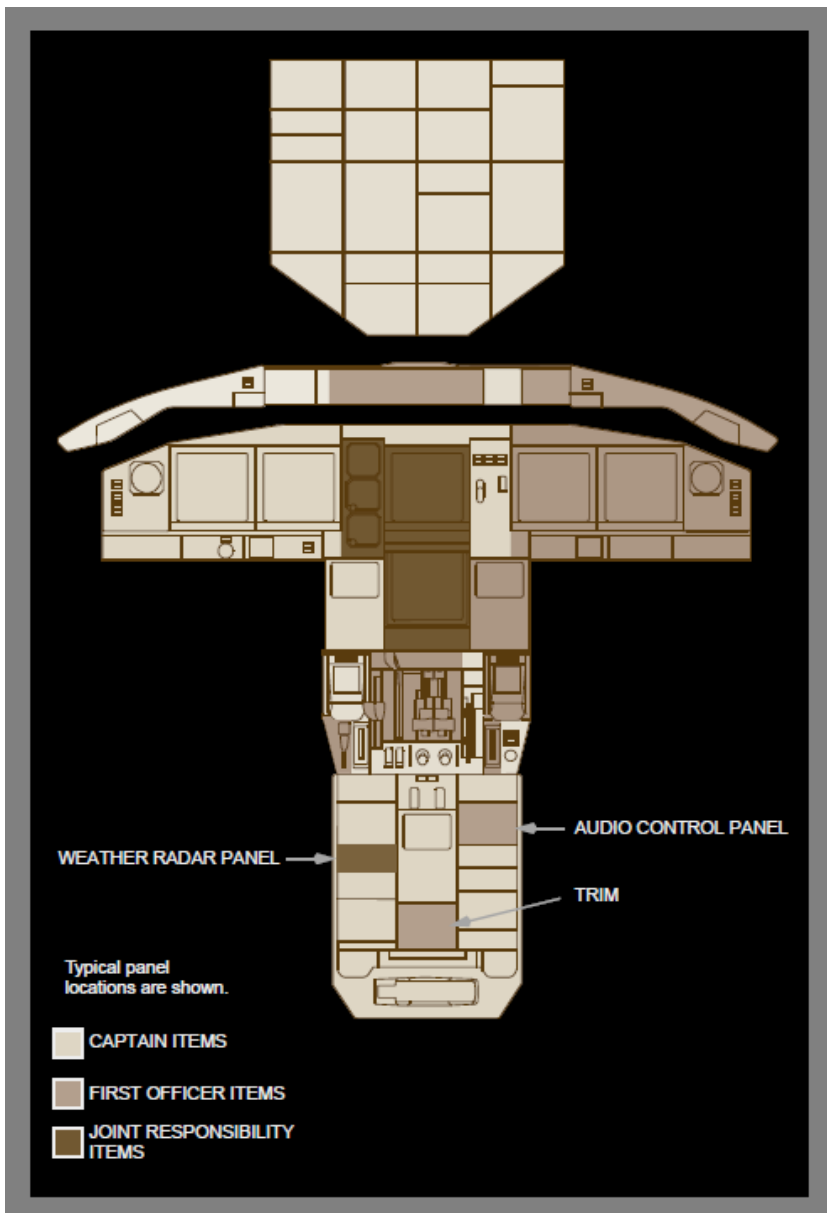 AUDIO CONTROL PANEL
WEATHER RADAR PANEL
TRIM
Typical panel
locations are shown.
CAPTAIN ITEMS
FIRST OFFICER ITEMS
JOINT RESPONSIBILITY
ITEMS